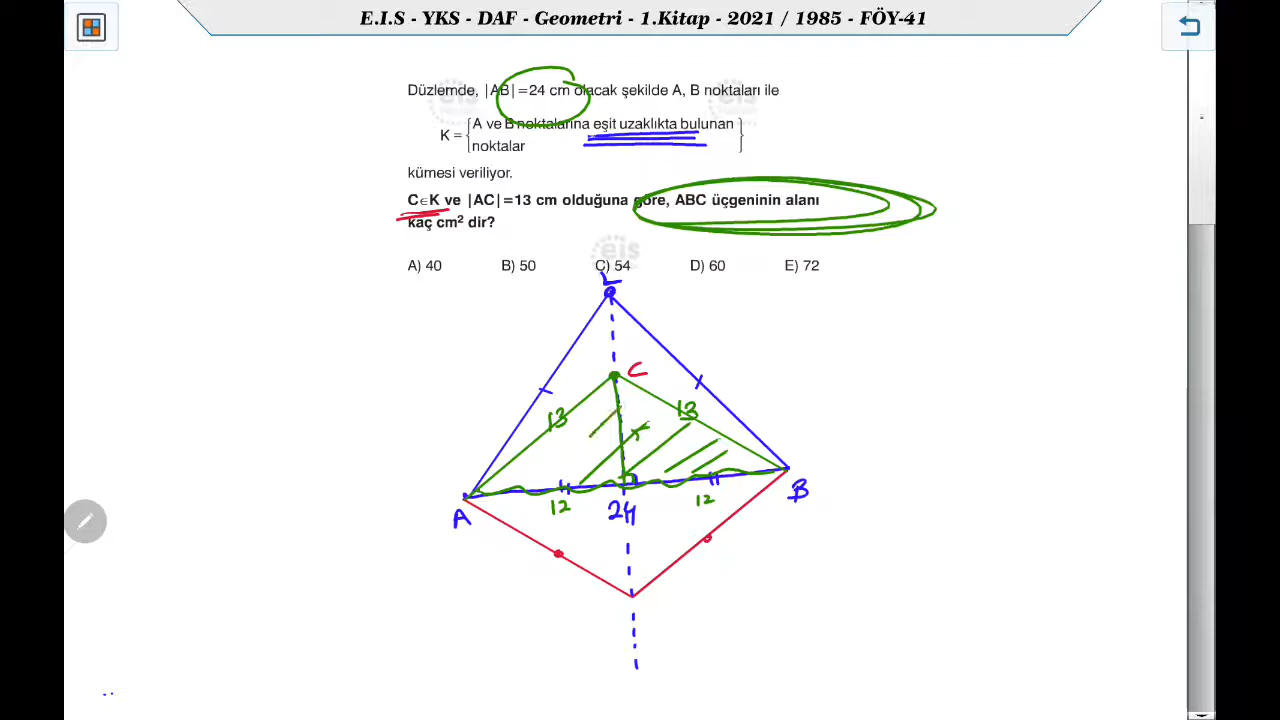 E.I.S - YKS - DAF - Geometri - 1.Kitap - 2021 / 1985 - FÖY-41
Düzlemde, |AB|=24 cm olacak şekilde A, B noktaları ile
K = { A ve B noktalarına eşit uzaklıkta bulunan
noktalar }
kümesi veriliyor.
C∈K ve |AC|=13 cm olduğuna göre, ABC üçgeninin alanı
kaç cm² dir?
A) 40 B) 50 C) 54 D) 60 E) 72
C
13 13
A 12 24 12 B